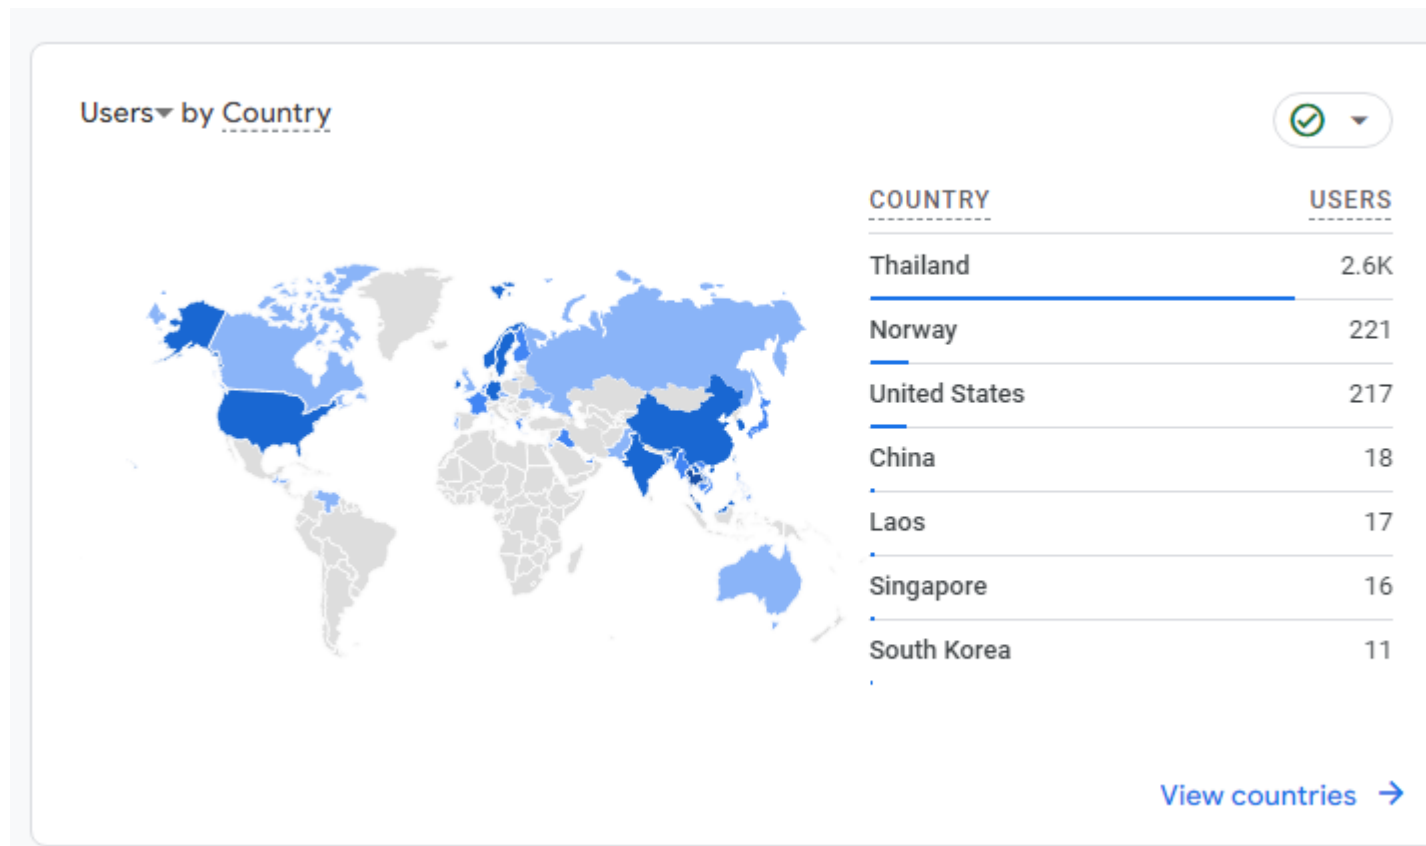 Users by Country
COUNTRY USERS
Thailand 2.6K
Norway 221
United States 217
China 18
Laos 17
Singapore 16
South Korea 11
View countries